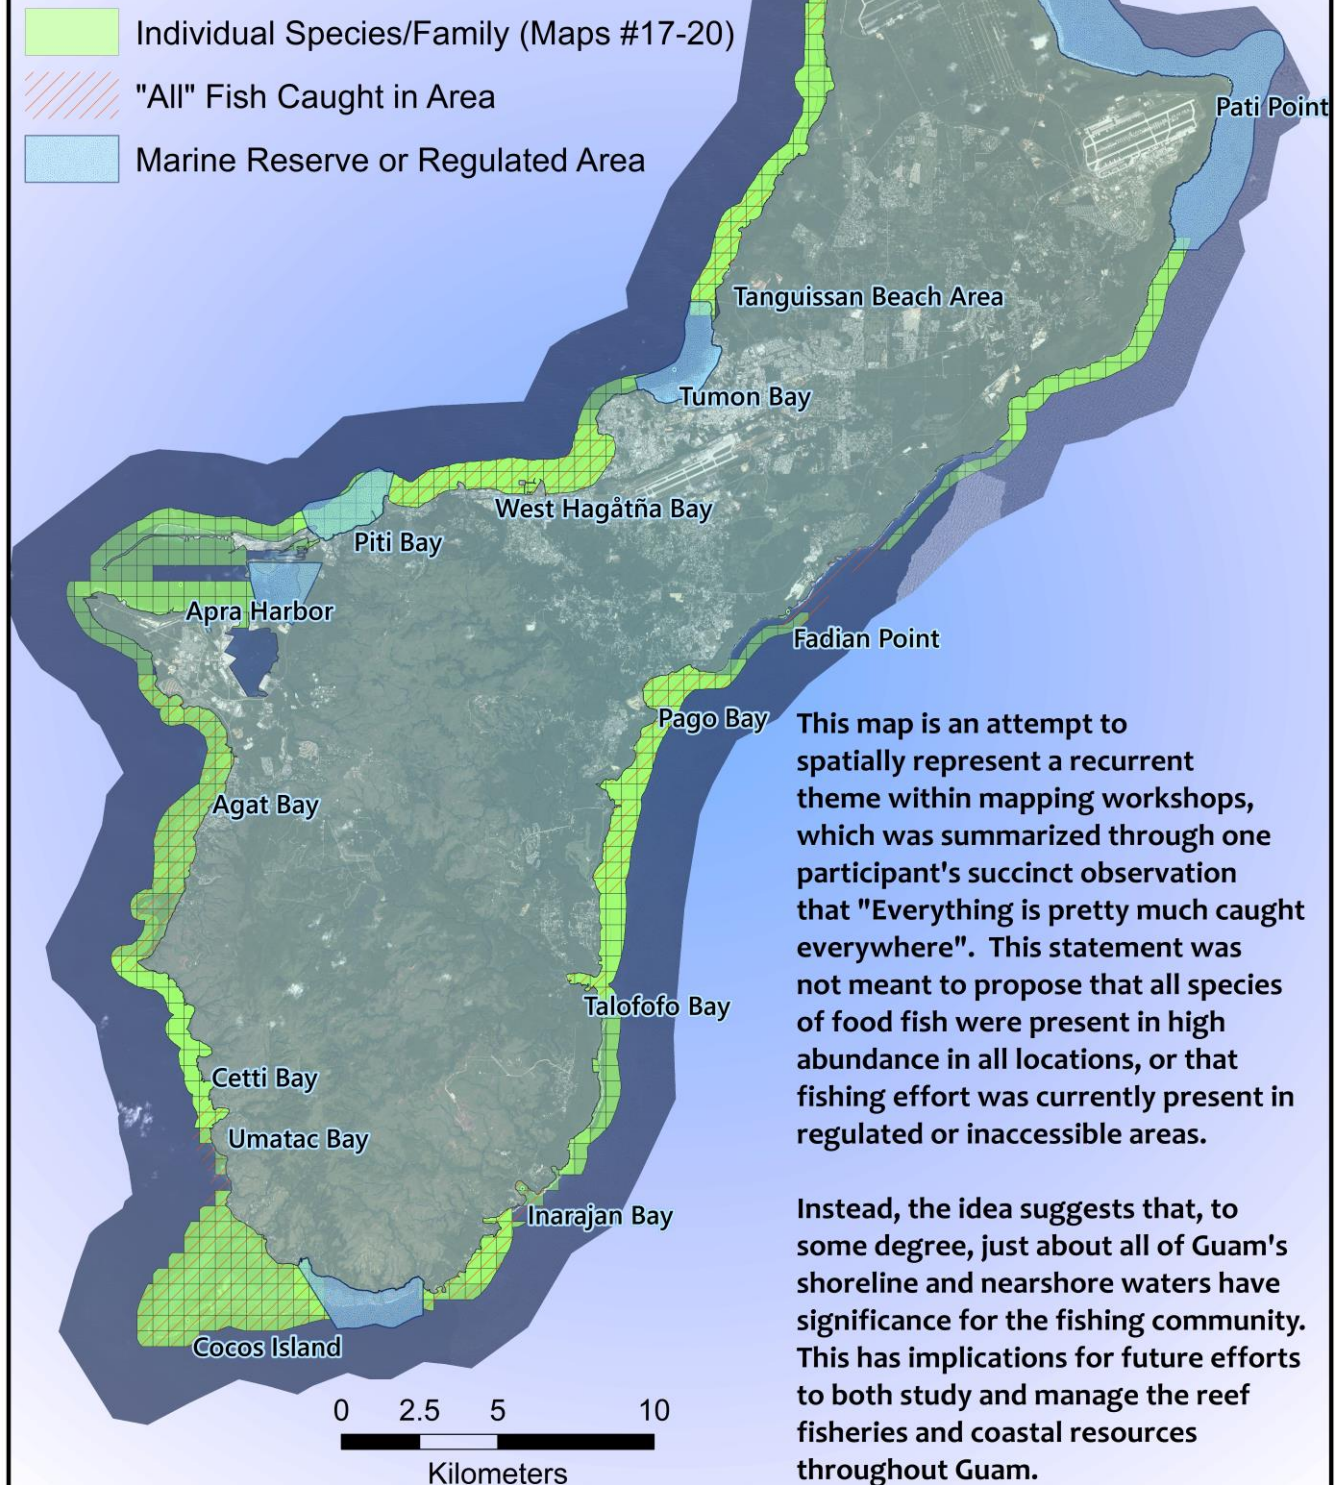 Individual Species/Family (Maps #17-20)
"All" Fish Caught in Area
Marine Reserve or Regulated Area
Pati Point
Tanguissan Beach Area
Tumon Bay
West Hagåtña Bay
Piti Bay
Apra Harbor
Fadian Point
Pago Bay
Agat Bay
Talofofo Bay
Cetti Bay
Umatac Bay
Inarajan Bay
Cocos Island
This map is an attempt to
spatially represent a recurrent
theme within mapping workshops,
which was summarized through one
participant's succinct observation
that "Everything is pretty much caught
everywhere".  This statement was
not meant to propose that all species
of food fish were present in high
abundance in all locations, or that
fishing effort was currently present in
regulated or inaccessible areas.
Instead, the idea suggests that, to
some degree, just about all of Guam's
shoreline and nearshore waters have
significance for the fishing community.
This has implications for future efforts
to both study and manage the reef
fisheries and coastal resources
throughout Guam.
0 2.5 5 10
Kilometers